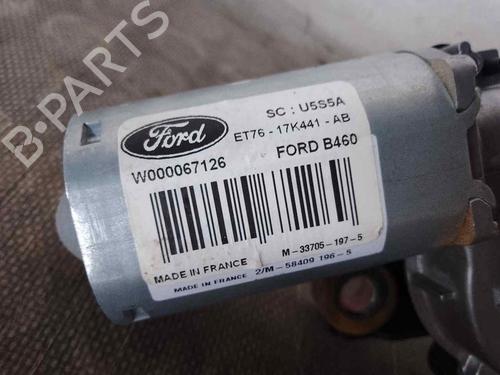 B-PARTS
Ford
SC : U5S5A
ET76 - 17K441 - AB
W000067126
FORD B460
M-33705-197-5
MADE IN FRANCE
2/M-58409 196-5
MADE IN FRANCE